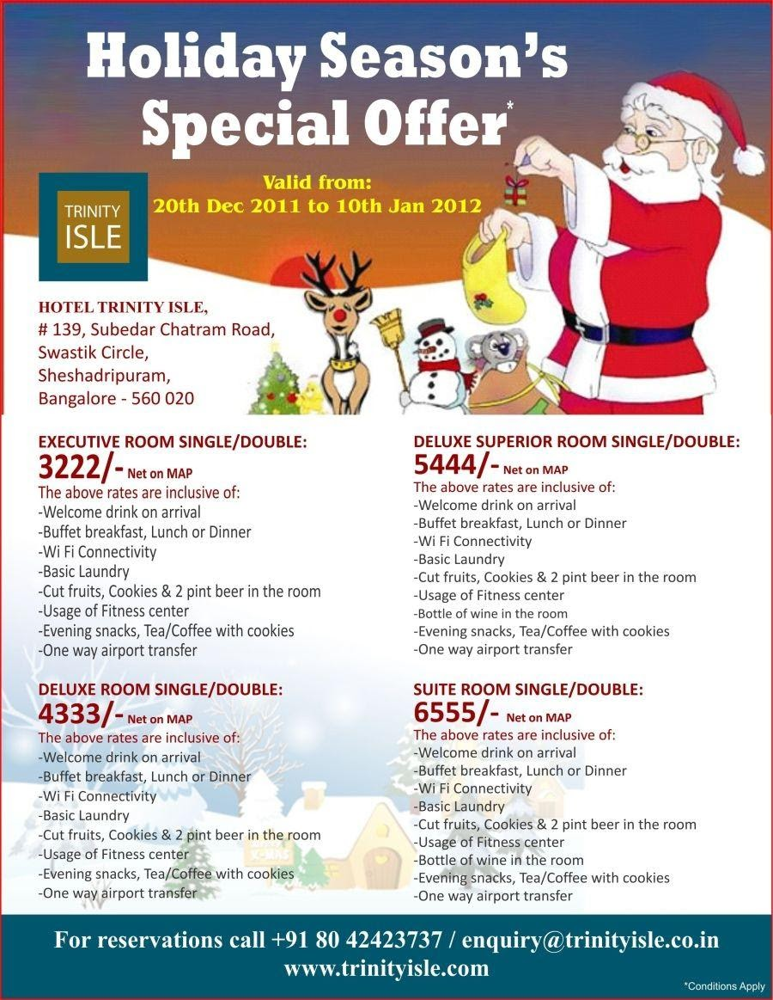 Holiday Season's
Special Offer*
Valid from:
20th Dec 2011 to 10th Jan 2012
TRINITY
ISLE
HOTEL TRINITY ISLE,
# 139, Subedar Chatram Road,
Swastik Circle,
Sheshadripuram,
Bangalore - 560 020
EXECUTIVE ROOM SINGLE/DOUBLE:
3222/- Net on MAP
The above rates are inclusive of:
-Welcome drink on arrival
-Buffet breakfast, Lunch or Dinner
-Wi Fi Connectivity
-Basic Laundry
-Cut fruits, Cookies & 2 pint beer in the room
-Usage of Fitness center
-Evening snacks, Tea/Coffee with cookies
-One way airport transfer
DELUXE SUPERIOR ROOM SINGLE/DOUBLE:
5444/- Net on MAP
The above rates are inclusive of:
-Welcome drink on arrival
-Buffet breakfast, Lunch or Dinner
-Wi Fi Connectivity
-Basic Laundry
-Cut fruits, Cookies & 2 pint beer in the room
-Usage of Fitness center
-Bottle of wine in the room
-Evening snacks, Tea/Coffee with cookies
-One way airport transfer
DELUXE ROOM SINGLE/DOUBLE:
4333/- Net on MAP
The above rates are inclusive of:
-Welcome drink on arrival
-Buffet breakfast, Lunch or Dinner
-Wi Fi Connectivity
-Basic Laundry
-Cut fruits, Cookies & 2 pint beer in the room
-Usage of Fitness center
-Evening snacks, Tea/Coffee with cookies
-One way airport transfer
SUITE ROOM SINGLE/DOUBLE:
6555/- Net on MAP
The above rates are inclusive of:
-Welcome drink on arrival
-Buffet breakfast, Lunch or Dinner
-Wi Fi Connectivity
-Basic Laundry
-Cut fruits, Cookies & 2 pint beer in the room
-Usage of Fitness center
-Bottle of wine in the room
-Evening snacks, Tea/Coffee with cookies
-One way airport transfer
X-MAS
For reservations call +91 80 42423737 / enquiry@trinityisle.co.in
www.trinityisle.com
*Conditions Apply